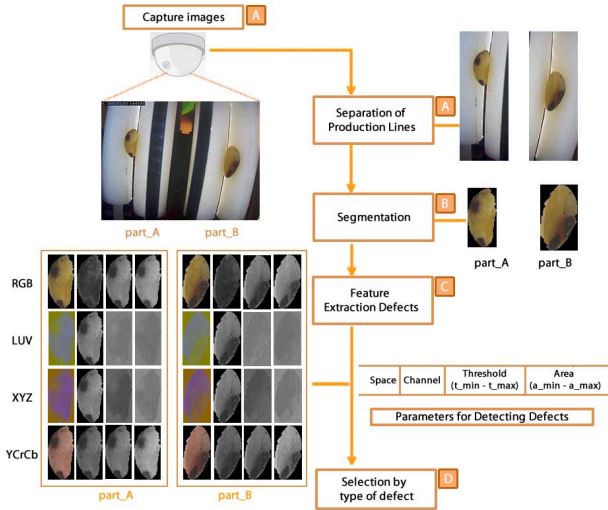 Capture images
A
Separation of
Production Lines
A
part_A
part_B
Segmentation
B
part_A
part_B
Feature
Extraction Defects
C
RGB
LUV
XYZ
YCrCb
part_A
part_B
Space
Channel
Threshold
(t_min - t_max)
Area
(a_min - a_max)
Parameters for Detecting Defects
Selection by
type of defect
D